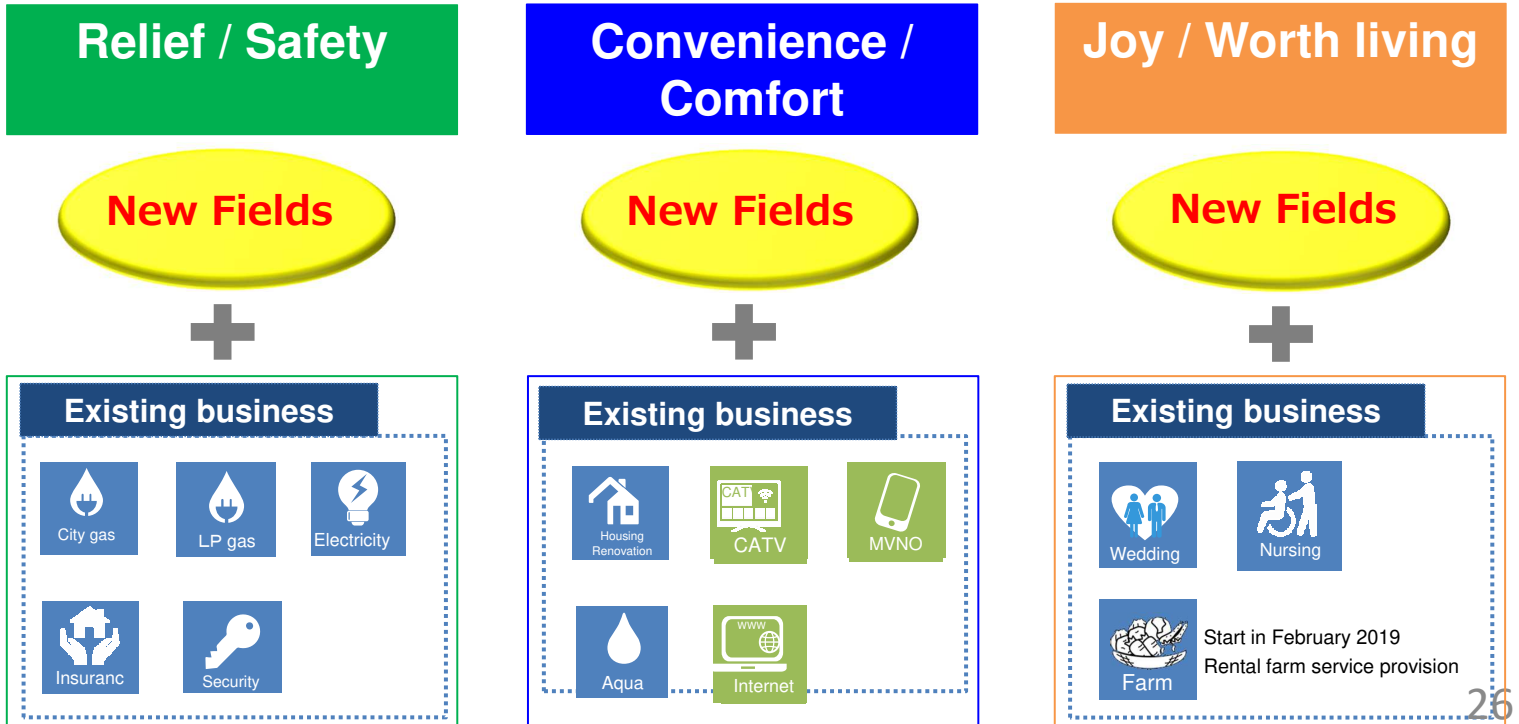 Relief / Safety
New Fields
Existing business
City gas
LP gas
Electricity
Insuranc
Security
Convenience /
Comfort
New Fields
Existing business
Housing
Renovation
CATV
CATV
MVNO
Aqua
www
Internet
Joy / Worth living
New Fields
Existing business
Wedding
Nursing
Farm
Start in February 2019
Rental farm service provision
26